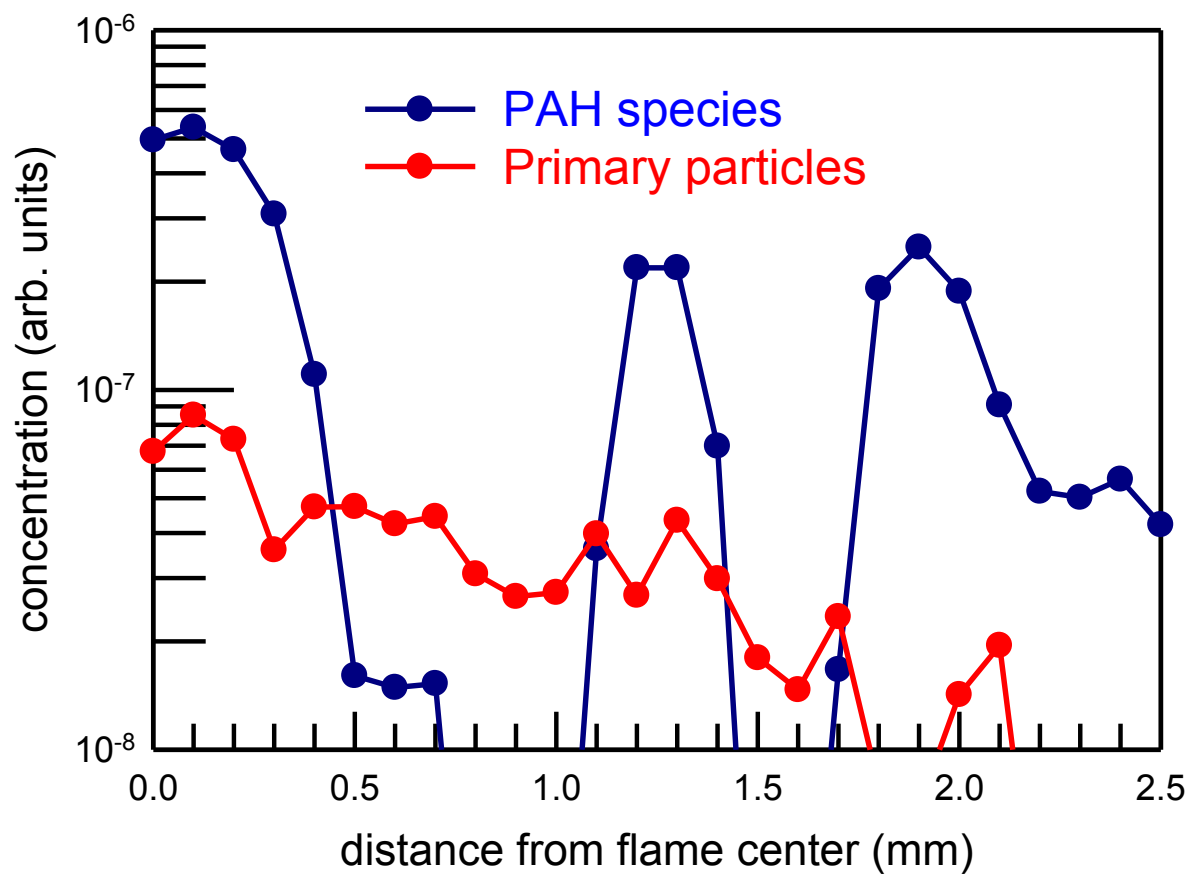 10⁻⁶
PAH species
Primary particles
concentration (arb. units)
10⁻⁷
10⁻⁸
0.0 0.5 1.0 1.5 2.0 2.5
distance from flame center (mm)